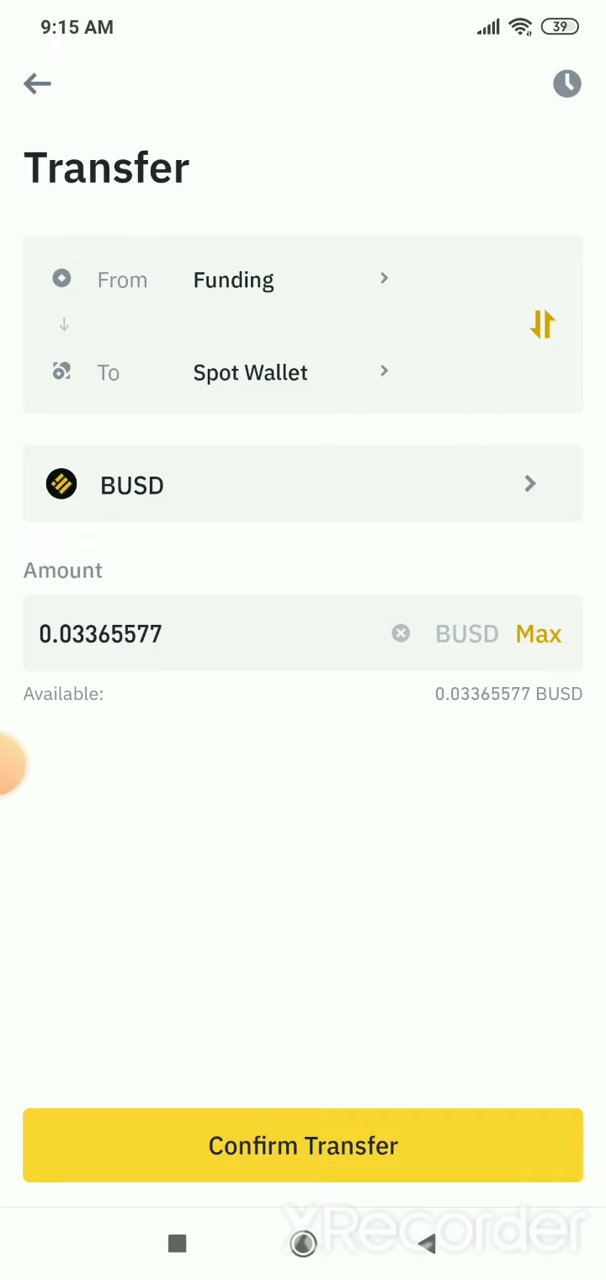 9:15 AM
39
Transfer
From Funding
To Spot Wallet
BUSD
Amount
0.03365577 BUSD Max
Available: 0.03365577 BUSD
Confirm Transfer
XRecorder